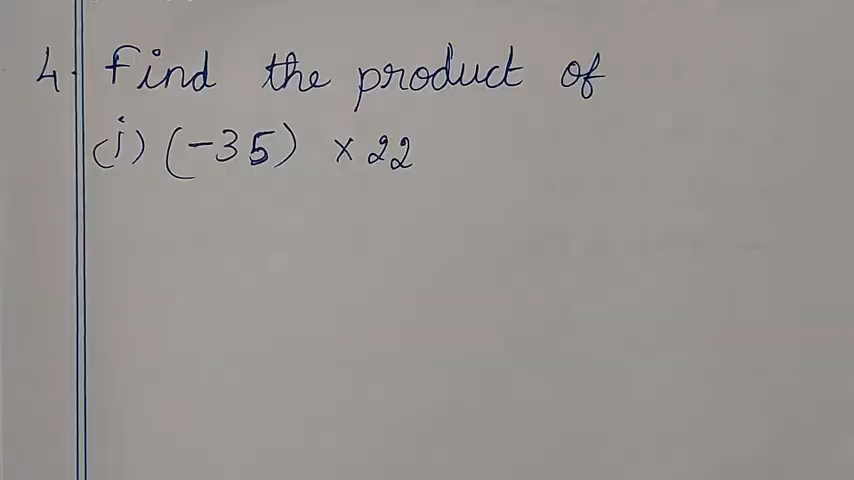 4. Find the product of
(i) (-35) × 22